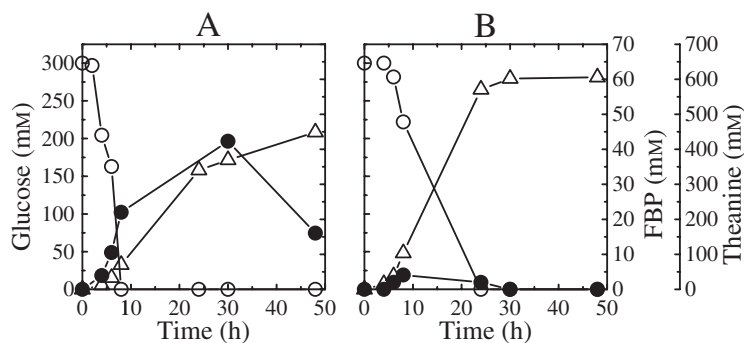 A B
300 70 700
250 60 600
200 50 500
150 40 400
100 30 300
50 20 200
0 10 100
0 0
Glucose (mM)
FBP (mM)
Theanine (mM)
0 10 20 30 40 50 0 10 20 30 40 50
Time (h) Time (h)